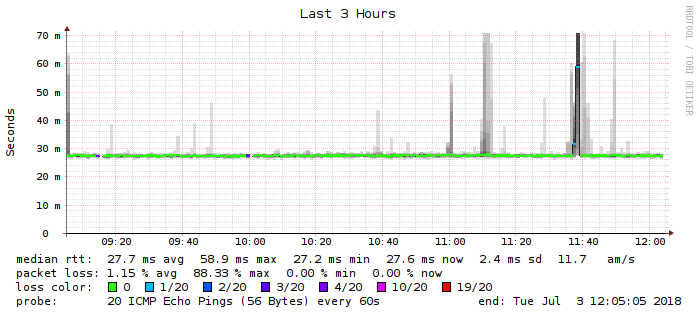 Last 3 Hours
RRDTOOL / TOBI OETIKER
Seconds
70 m
60 m
50 m
40 m
30 m
20 m
10 m
0
09:20 09:40 10:00 10:20 10:40 11:00 11:20 11:40 12:00
median rtt: 27.7 ms avg 58.9 ms max 27.2 ms min 27.6 ms now 2.4 ms sd 11.7 am/s
packet loss: 1.15 % avg 88.33 % max 0.00 % min 0.00 % now
loss color: 0 1/20 2/20 3/20 4/20 10/20 19/20
probe: 20 ICMP Echo Pings (56 Bytes) every 60s end: Tue Jul 3 12:05:05 2018